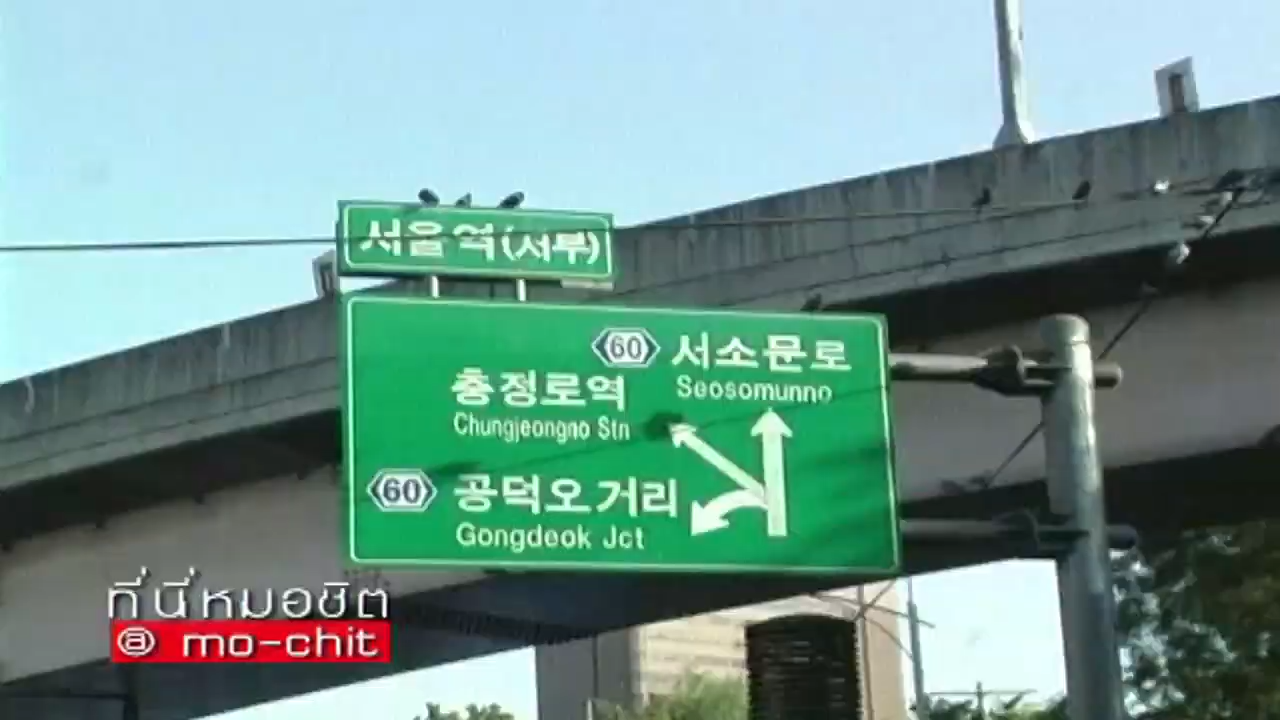 서울역(서부)
60 서소문로
Seosomunno
충정로역
Chungjeongno Stn
60 공덕오거리
Gongdeok Jct
ที่นี่หมอชิต
@ mo-chit